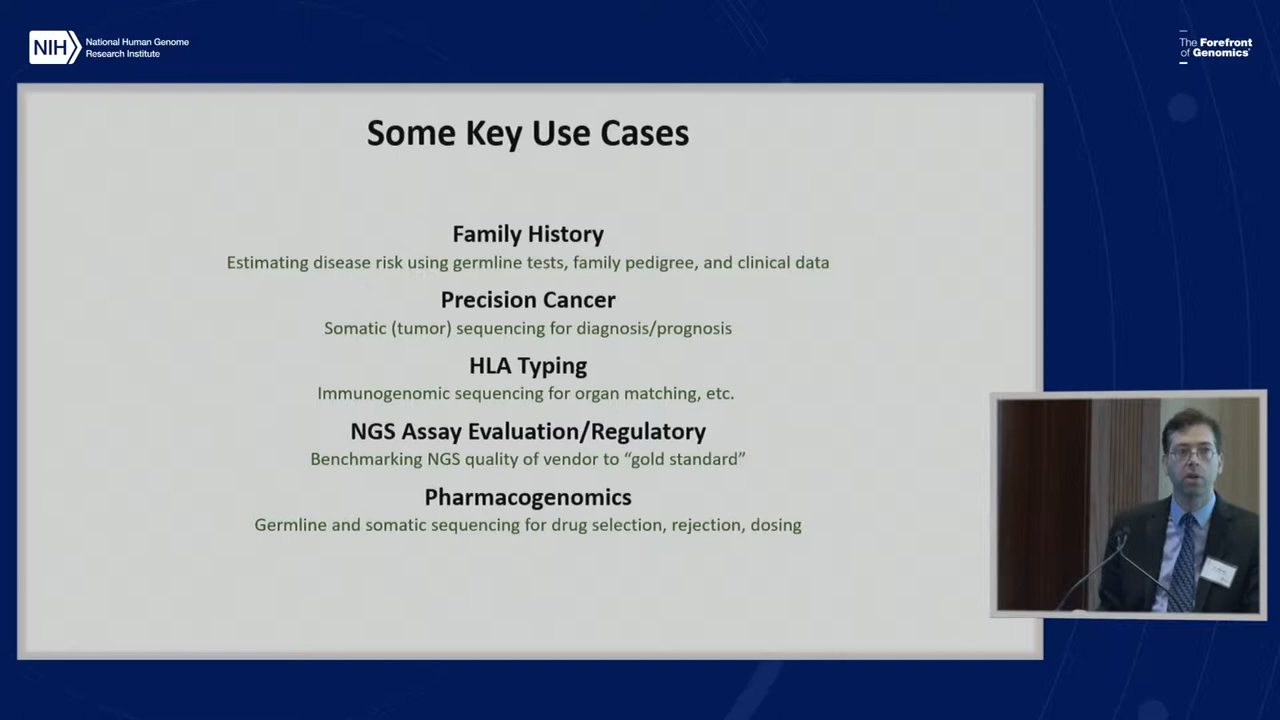 NIH
National Human Genome
Research Institute
The Forefront
of Genomics®
Some Key Use Cases
Family History
Estimating disease risk using germline tests, family pedigree, and clinical data
Precision Cancer
Somatic (tumor) sequencing for diagnosis/prognosis
HLA Typing
Immunogenomic sequencing for organ matching, etc.
NGS Assay Evaluation/Regulatory
Benchmarking NGS quality of vendor to “gold standard”
Pharmacogenomics
Germline and somatic sequencing for drug selection, rejection, dosing